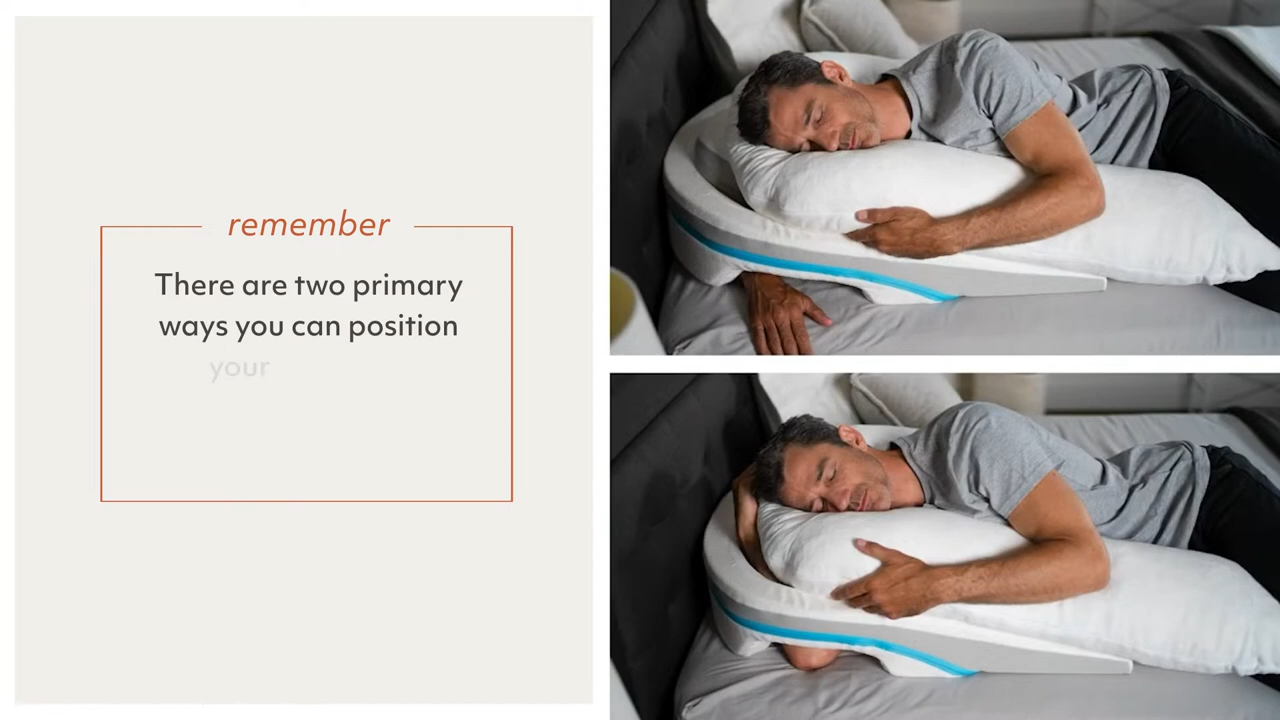 remember
There are two primary
ways you can position
your